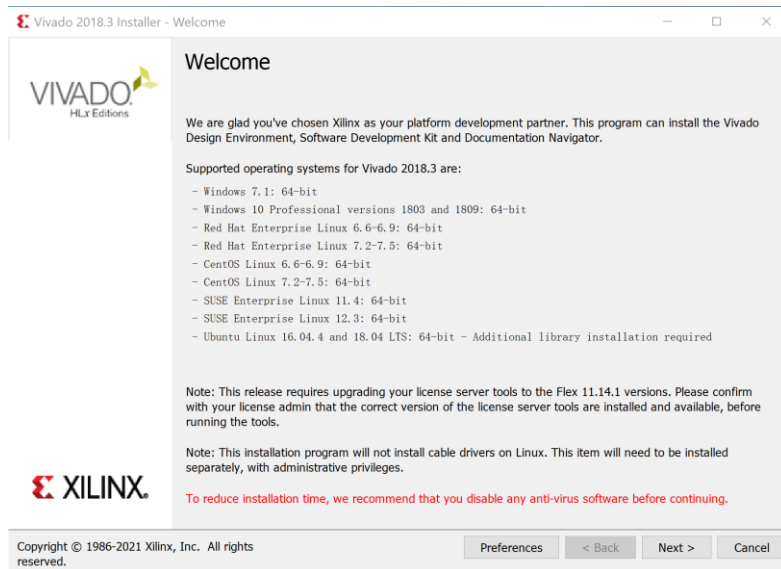 Vivado 2018.3 Installer - Welcome
VIVADO.
HLx Editions
Welcome
We are glad you've chosen Xilinx as your platform development partner. This program can install the Vivado
Design Environment, Software Development Kit and Documentation Navigator.
Supported operating systems for Vivado 2018.3 are:
- Windows 7.1: 64-bit
- Windows 10 Professional versions 1803 and 1809: 64-bit
- Red Hat Enterprise Linux 6.6-6.9: 64-bit
- Red Hat Enterprise Linux 7.2-7.5: 64-bit
- CentOS Linux 6.6-6.9: 64-bit
- CentOS Linux 7.2-7.5: 64-bit
- SUSE Enterprise Linux 11.4: 64-bit
- SUSE Enterprise Linux 12.3: 64-bit
- Ubuntu Linux 16.04.4 and 18.04 LTS: 64-bit - Additional library installation required
Note: This release requires upgrading your license server tools to the Flex 11.14.1 versions. Please confirm
with your license admin that the correct version of the license server tools are installed and available, before
running the tools.
Note: This installation program will not install cable drivers on Linux. This item will need to be installed
separately, with administrative privileges.
To reduce installation time, we recommend that you disable any anti-virus software before continuing.
XILINX.
Copyright © 1986-2021 Xilinx, Inc. All rights
reserved.
Preferences
< Back
Next >
Cancel